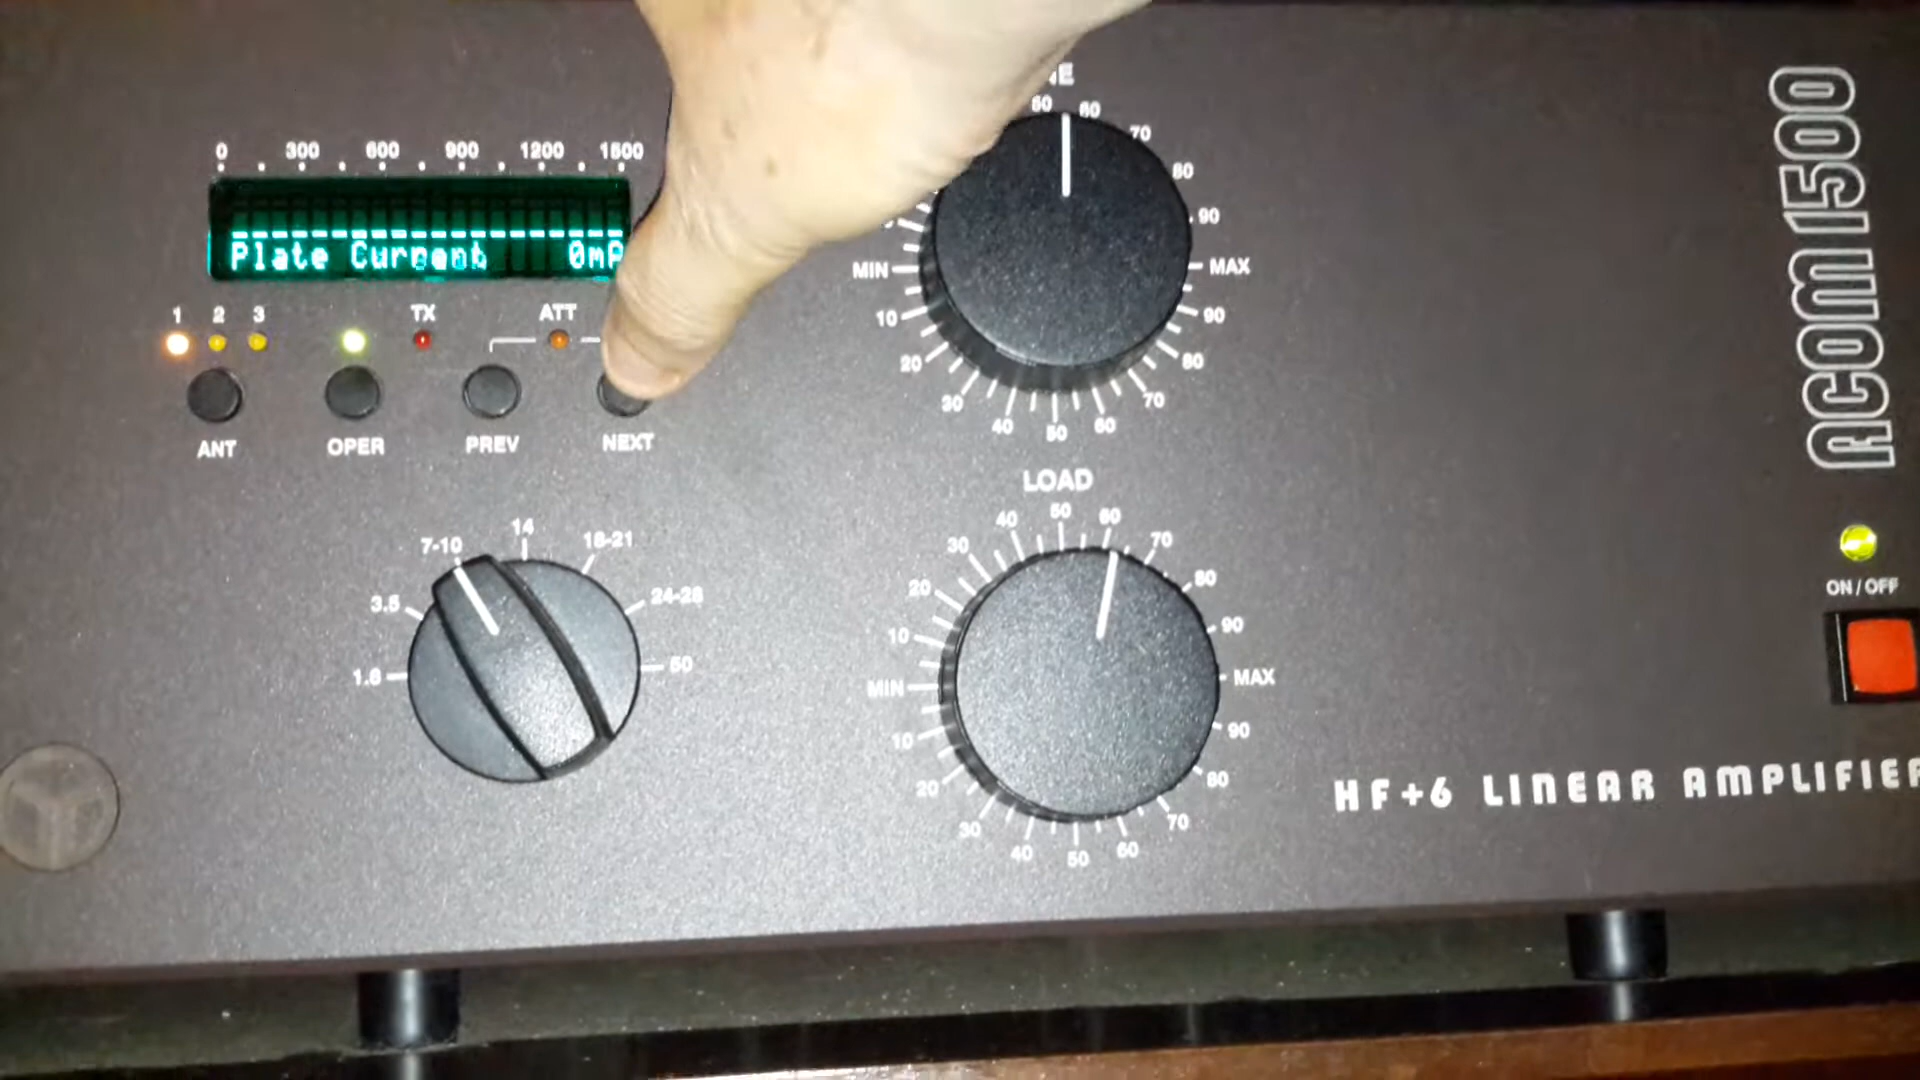 0 300 600 900 1200 1500
Plate Current 0m
1 2 3 TX ATT
ANT OPER PREV NEXT
50 60 70 80 90 MAX
MIN 10 20 30 40 50 60 70 80 90
LOAD
MIN 10 20 30 40 50 60 70 80 90 MAX
10 20 30 40 50 60 70 80 90
1.8 3.5 7-10 14 18-21 24-28 50
ACOM 1500
ON/OFF
HF+6 LINEAR AMPLIFIER